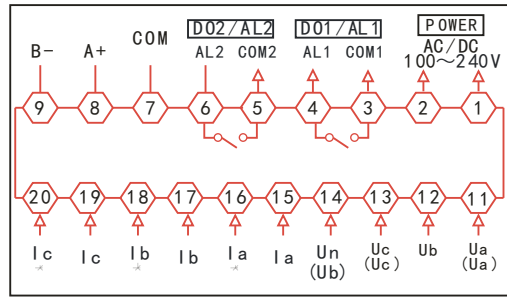 DO2/AL2 DO1/AL1 POWER
B- A+ COM AL2 COM2 AL1 COM1 AC/DC
100～240V
9 8 7 6 5 4 3 2 1
20 19 18 17 16 15 14 13 12 11
Ic* Ic Ib* Ib Ia* Ia Un Uc Ub Ua
(Ub) (Uc) (Ua)